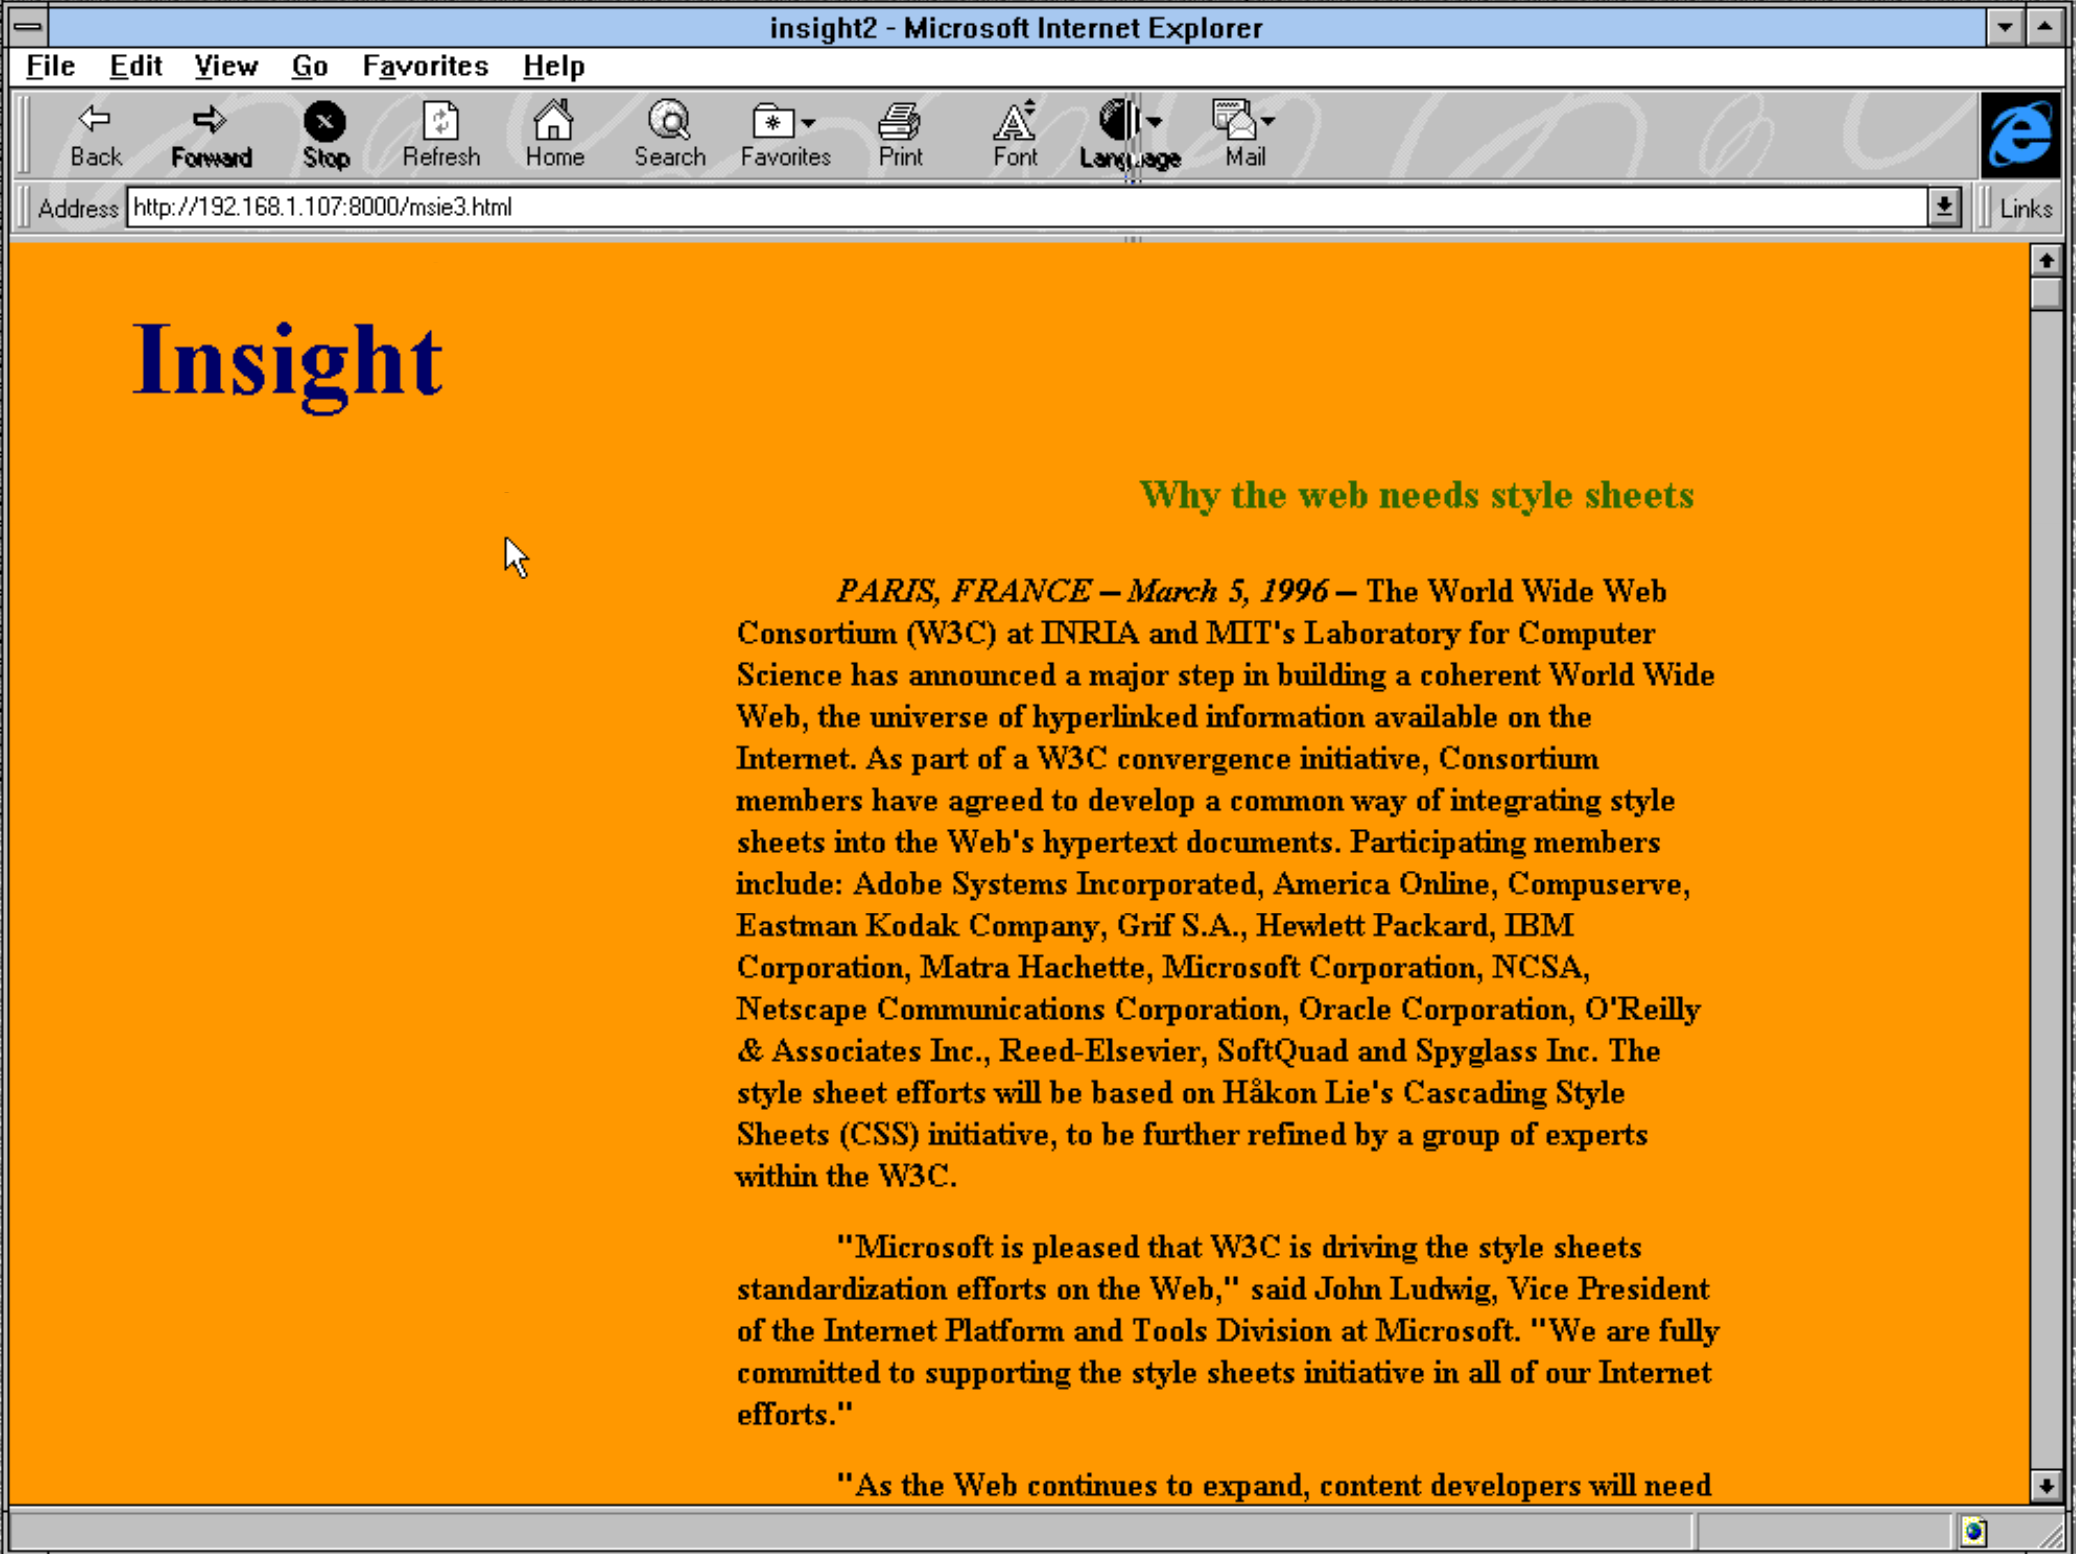 insight2 - Microsoft Internet Explorer
File Edit View Go Favorites Help
Back Forward Stop Refresh Home Search Favorites Print Font Language Mail
Address http://192.168.1.107:8000/msie3.html Links
Insight
Why the web needs style sheets
PARIS, FRANCE – March 5, 1996 – The World Wide Web
Consortium (W3C) at INRIA and MIT's Laboratory for Computer
Science has announced a major step in building a coherent World Wide
Web, the universe of hyperlinked information available on the
Internet. As part of a W3C convergence initiative, Consortium
members have agreed to develop a common way of integrating style
sheets into the Web's hypertext documents. Participating members
include: Adobe Systems Incorporated, America Online, Compuserve,
Eastman Kodak Company, Grif S.A., Hewlett Packard, IBM
Corporation, Matra Hachette, Microsoft Corporation, NCSA,
Netscape Communications Corporation, Oracle Corporation, O'Reilly
& Associates Inc., Reed-Elsevier, SoftQuad and Spyglass Inc. The
style sheet efforts will be based on Håkon Lie's Cascading Style
Sheets (CSS) initiative, to be further refined by a group of experts
within the W3C.
"Microsoft is pleased that W3C is driving the style sheets
standardization efforts on the Web," said John Ludwig, Vice President
of the Internet Platform and Tools Division at Microsoft. "We are fully
committed to supporting the style sheets initiative in all of our Internet
efforts."
"As the Web continues to expand, content developers will need